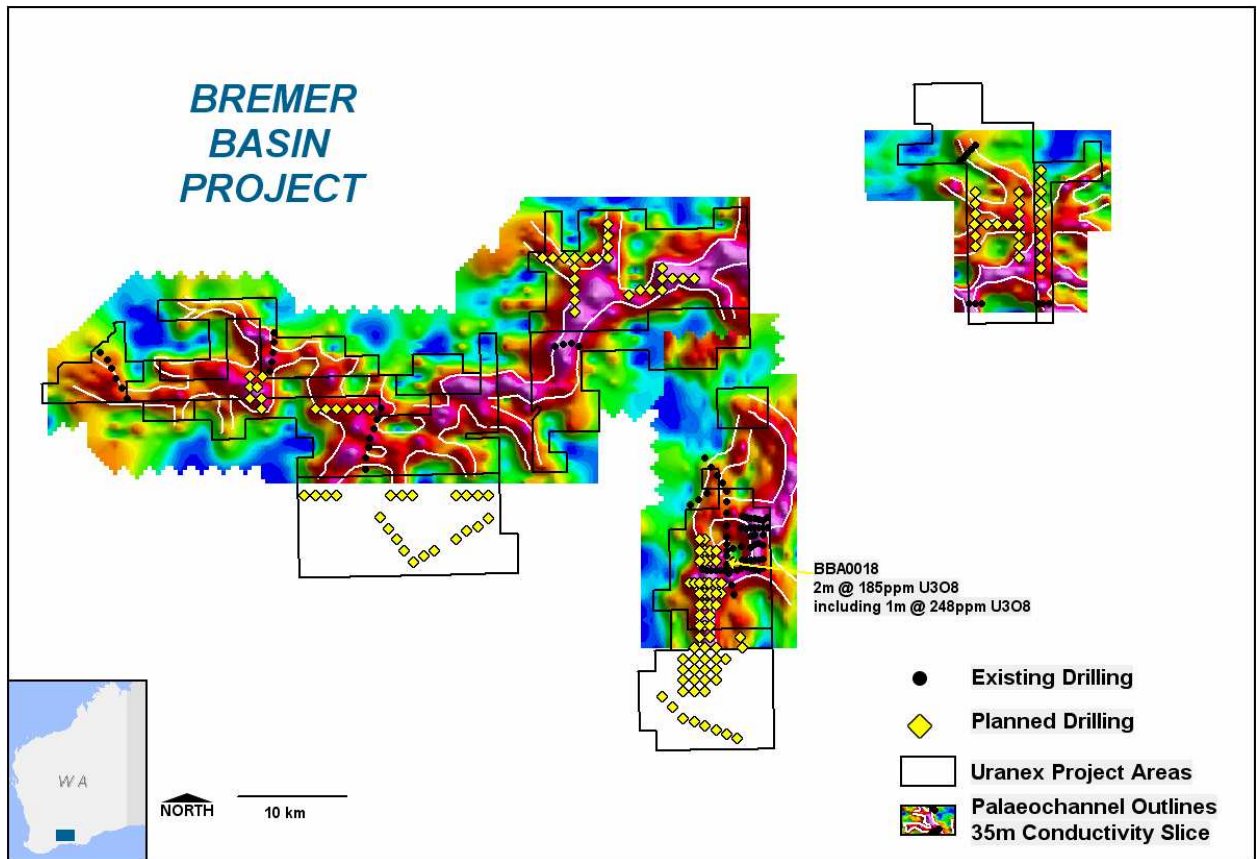 BREMER
BASIN
PROJECT
BBA0018
2m @ 185ppm U3O8
including 1m @ 248ppm U3O8
Existing Drilling
Planned Drilling
Uranex Project Areas
Palaeochannel Outlines
35m Conductivity Slice
WA
NORTH
10 km